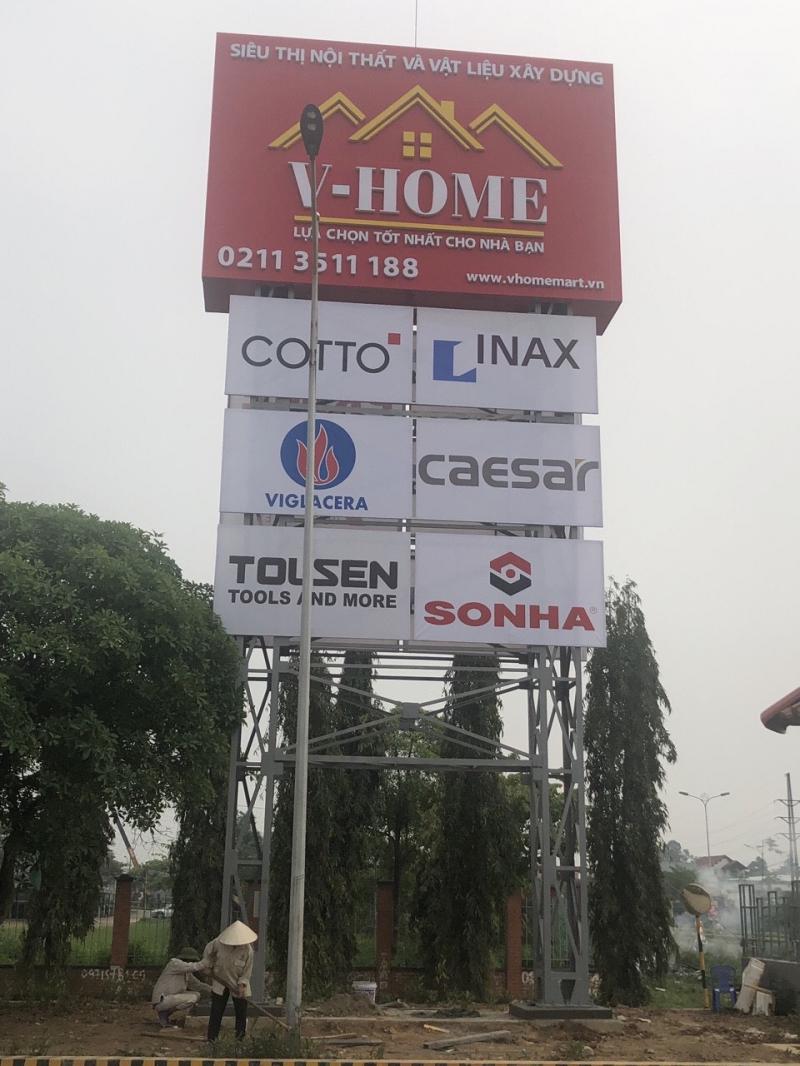 SIÊU THỊ NỘI THẤT VÀ VẬT LIỆU XÂY DỰNG
V-HOME
LỰA CHỌN TỐT NHẤT CHO NHÀ BẠN
0211 3511 188
www.vhomemart.vn
COTTO
INAX
VIGLACERA
caesar
TOLSEN
TOOLS AND MORE
SONHA®